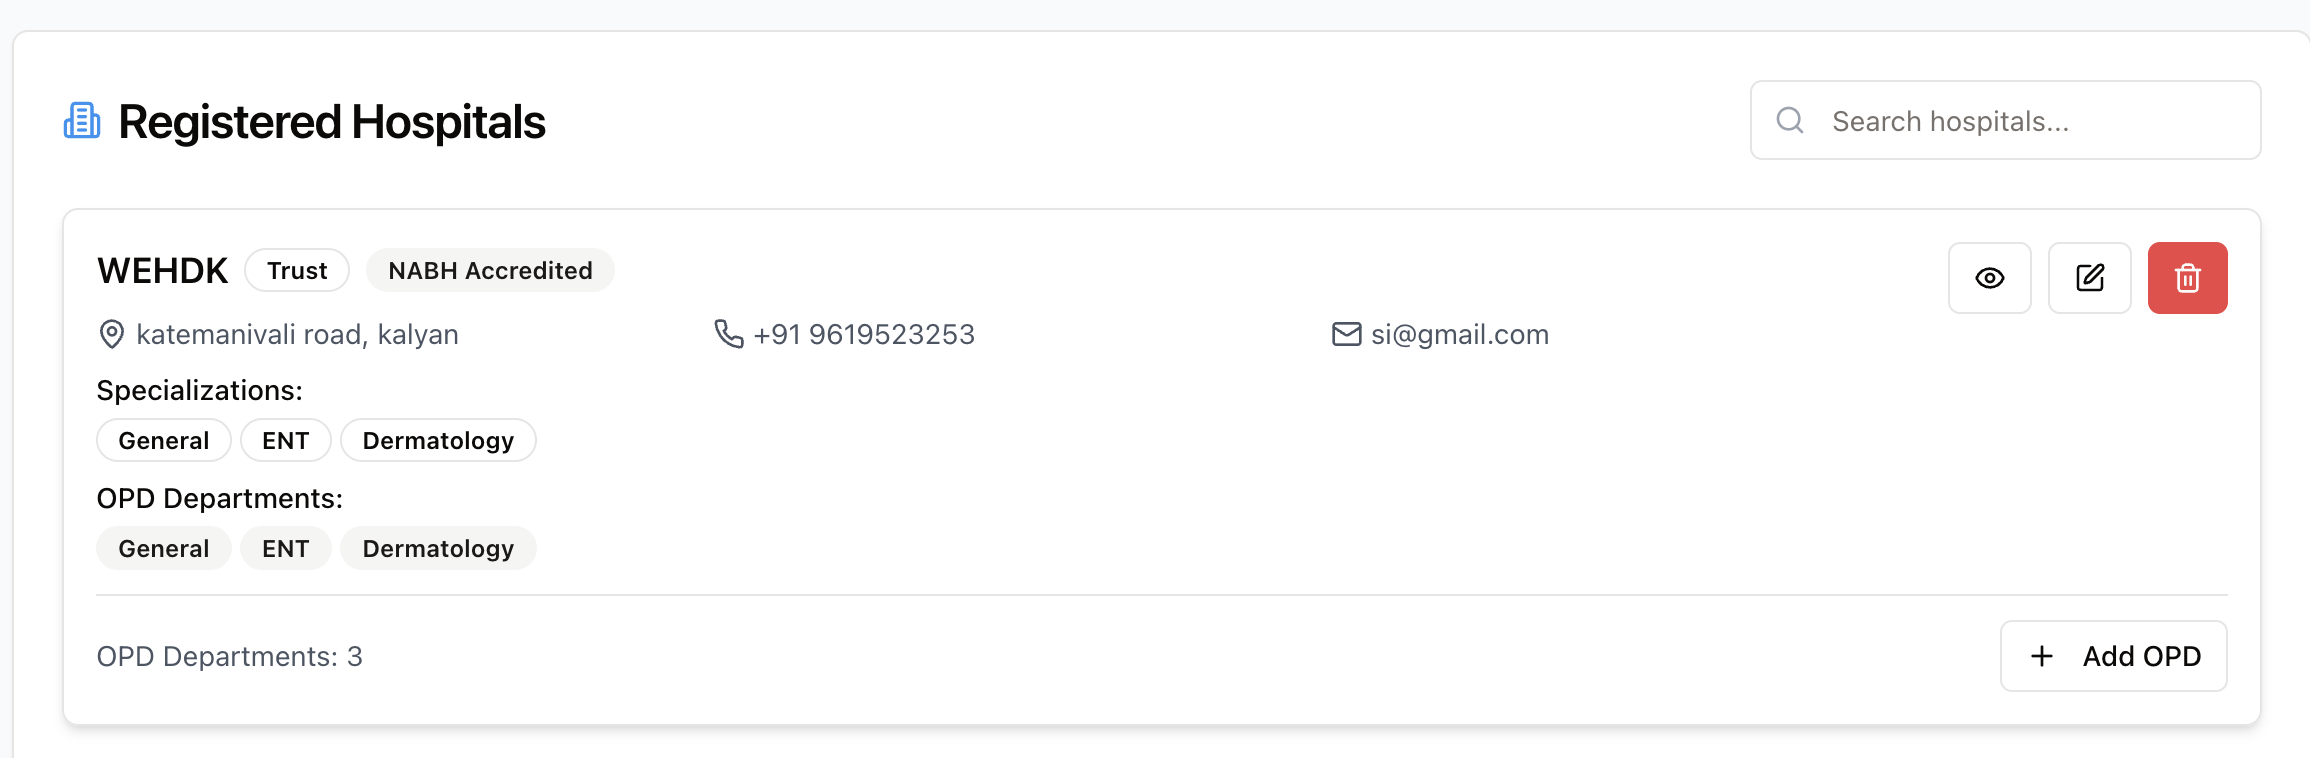 Registered Hospitals
Search hospitals...
WEHDK Trust NABH Accredited
katemanivali road, kalyan +91 9619523253 si@gmail.com
Specializations:
General ENT Dermatology
OPD Departments:
General ENT Dermatology
OPD Departments: 3
Add OPD